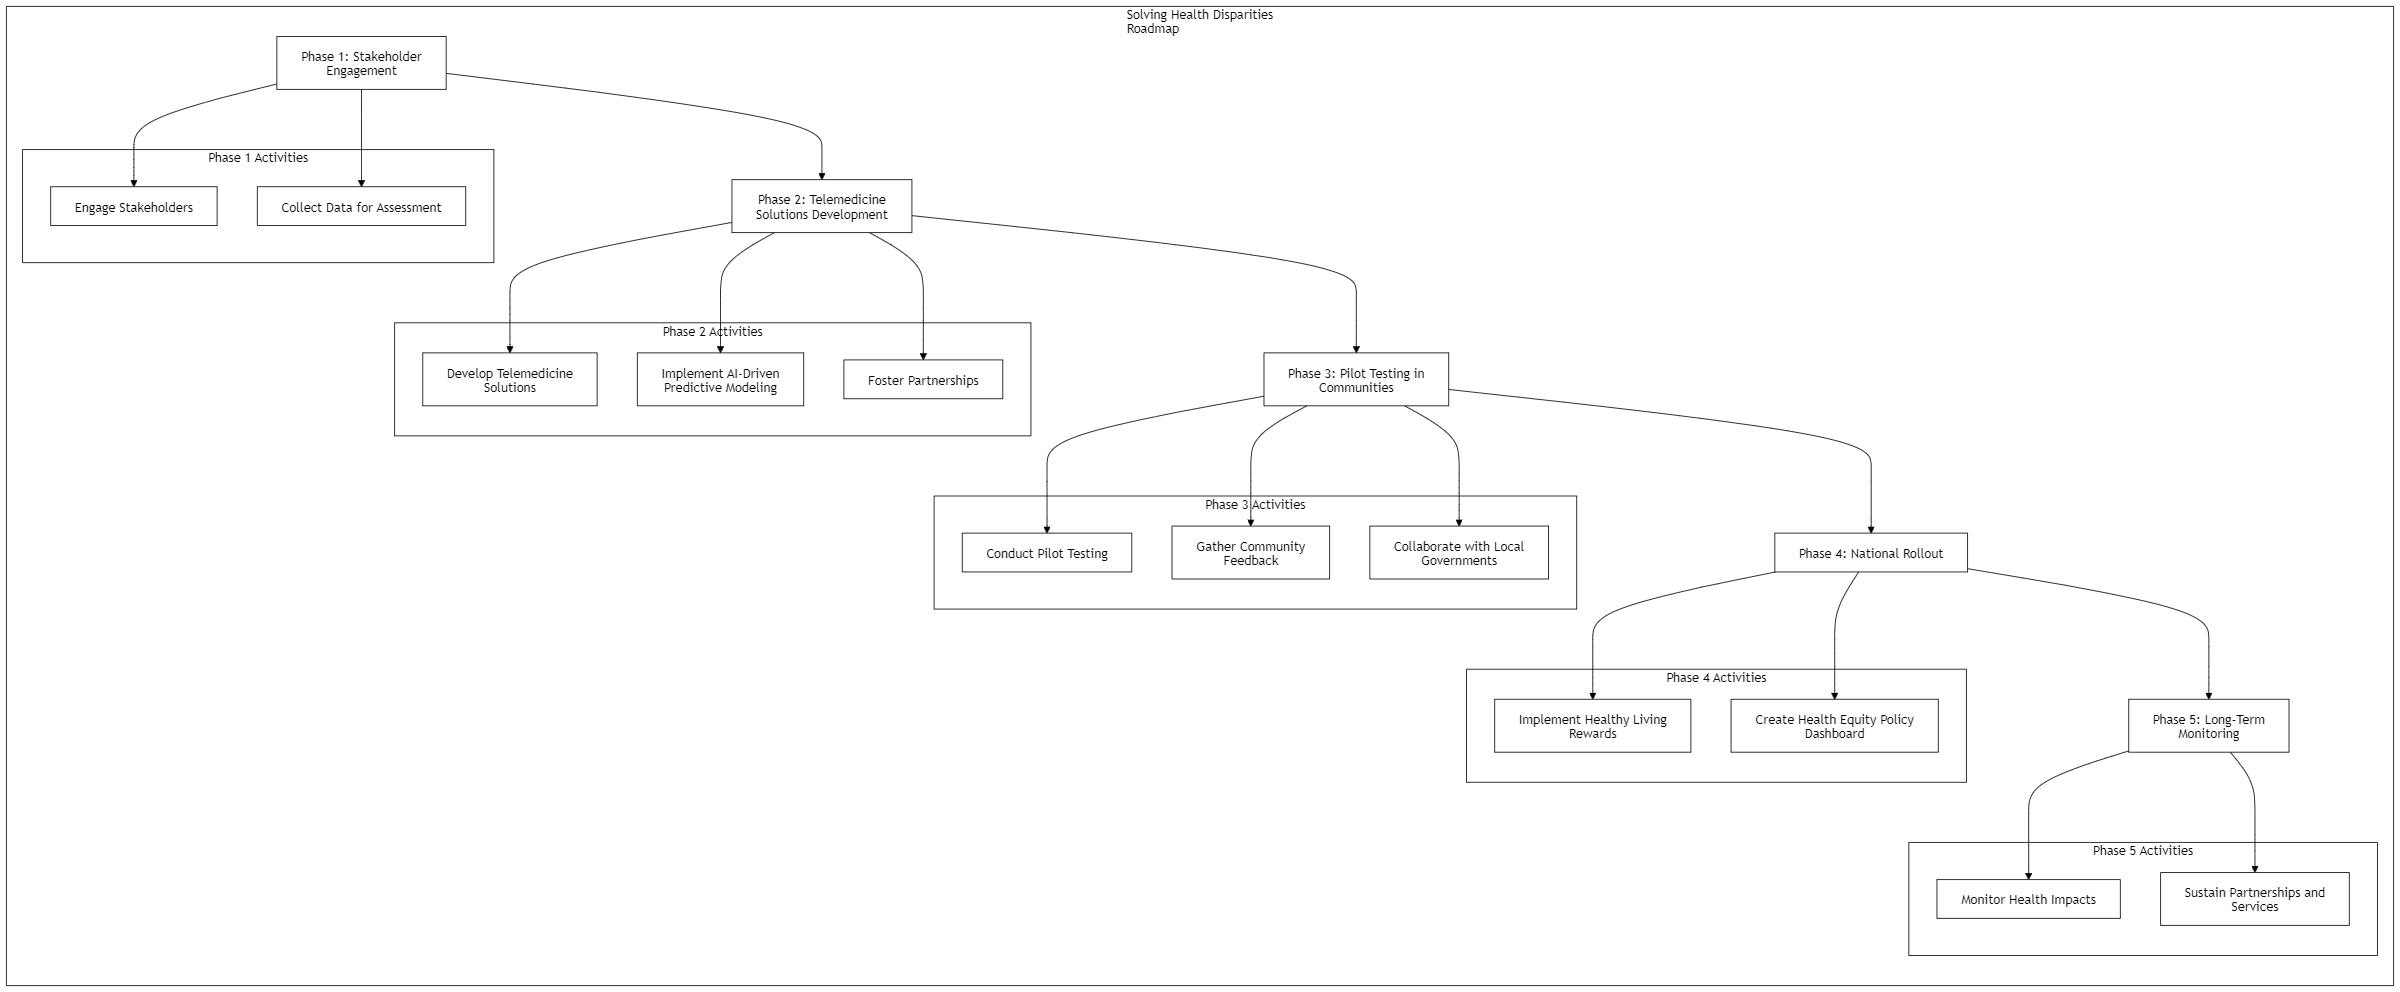 Solving Health Disparities
Roadmap
Phase 1: Stakeholder
Engagement
Phase 1 Activities
Engage Stakeholders
Collect Data for Assessment
Phase 2: Telemedicine
Solutions Development
Phase 2 Activities
Develop Telemedicine
Solutions
Implement AI-Driven
Predictive Modeling
Foster Partnerships
Phase 3: Pilot Testing in
Communities
Phase 3 Activities
Conduct Pilot Testing
Gather Community
Feedback
Collaborate with Local
Governments
Phase 4: National Rollout
Phase 4 Activities
Implement Healthy Living
Rewards
Create Health Equity Policy
Dashboard
Phase 5: Long-Term
Monitoring
Phase 5 Activities
Monitor Health Impacts
Sustain Partnerships and
Services